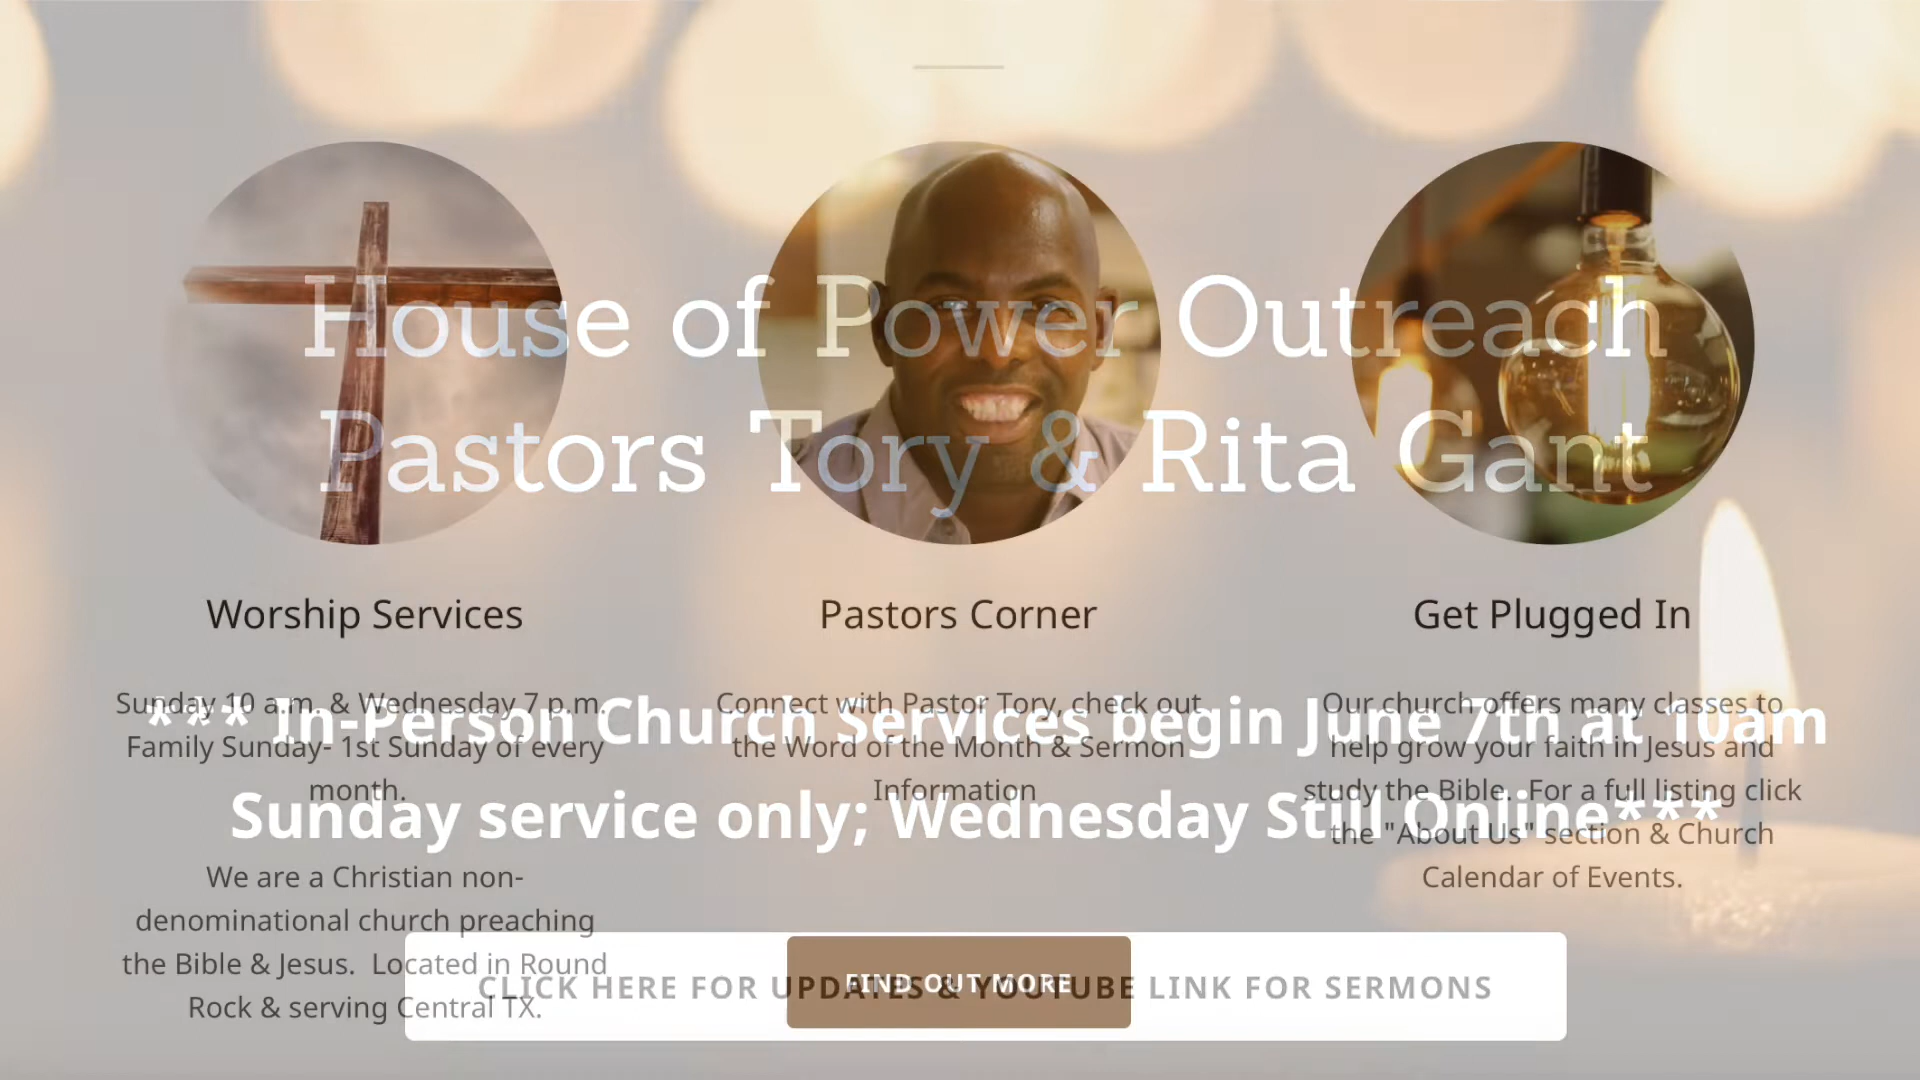 House of Power Outreach
Pastors Tory & Rita Gant
*** In-Person Church Services begin June 7th at 10am
Sunday service only; Wednesday Still Online***
CLICK HERE FOR UPDATES & YOUTUBE LINK FOR SERMONS
Worship Services
Sunday 10 a.m. & Wednesday 7 p.m.
Family Sunday- 1st Sunday of every
month.
We are a Christian non-
denominational church preaching
the Bible & Jesus.  Located in Round
Rock & serving Central TX.
Pastors Corner
Connect with Pastor Tory, check out
the Word of the Month & Sermon
Information
FIND OUT MORE
Get Plugged In
Our church offers many classes to
help grow your faith in Jesus and
study the Bible.  For a full listing click
the "About Us" section & Church
Calendar of Events.